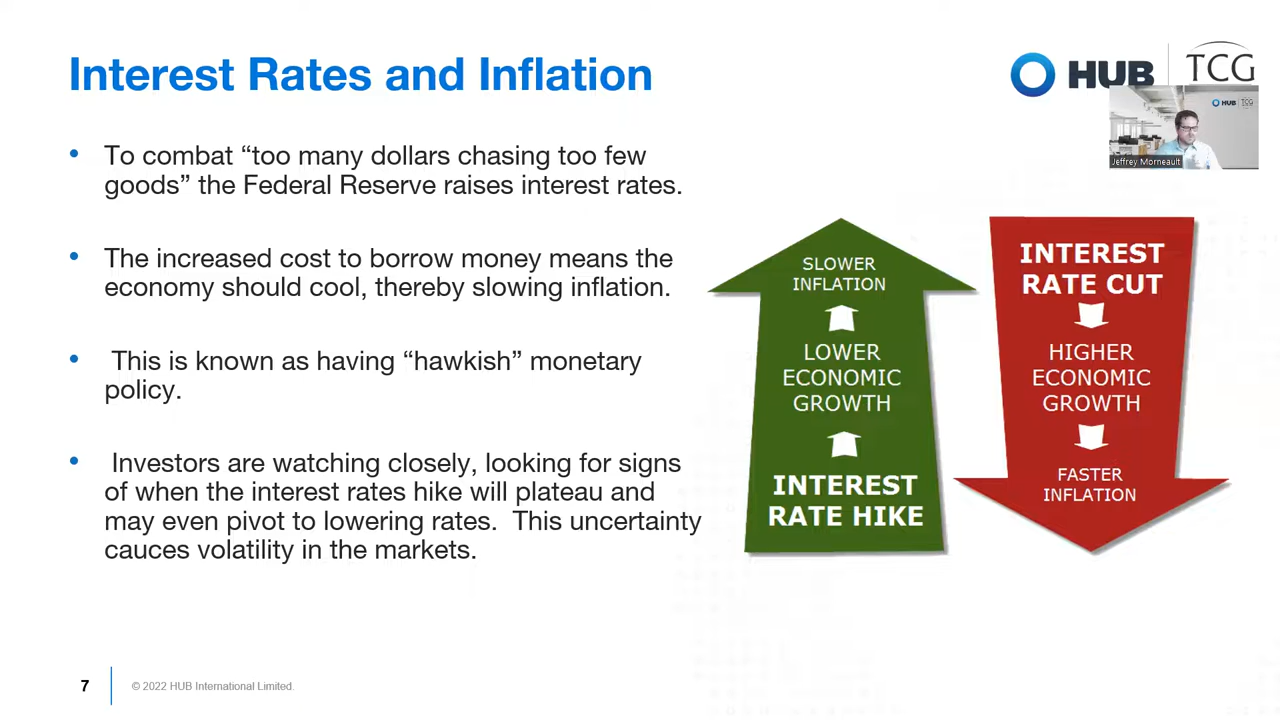 Interest Rates and Inflation
HUB
TCG
HUB
TCG
Jeffrey Morneault
• To combat “too many dollars chasing too few
goods” the Federal Reserve raises interest rates.
• The increased cost to borrow money means the
economy should cool, thereby slowing inflation.
• This is known as having “hawkish” monetary
policy.
• Investors are watching closely, looking for signs
of when the interest rates hike will plateau and
may even pivot to lowering rates. This uncertainty
cauces volatility in the markets.
SLOWER
INFLATION
LOWER
ECONOMIC
GROWTH
INTEREST
RATE HIKE
INTEREST
RATE CUT
HIGHER
ECONOMIC
GROWTH
FASTER
INFLATION
7
© 2022 HUB International Limited.